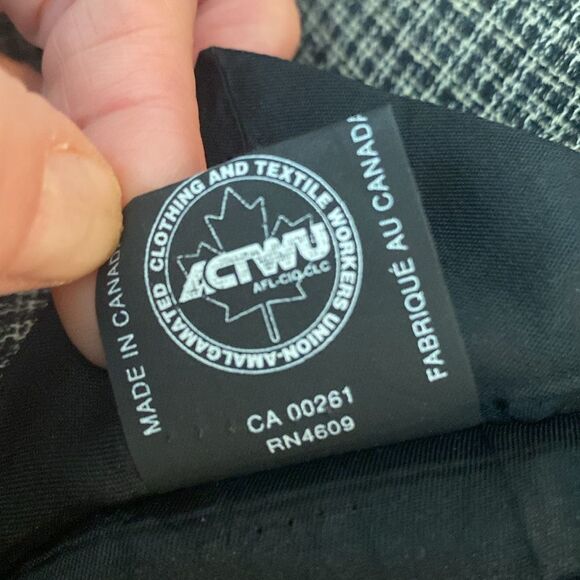 AMALGAMATED CLOTHING AND TEXTILE WORKERS UNION-
ACTWU
AFL-CIO-CLC
MADE IN CANADA
FABRIQUÉ AU CANADA
CA 00261
RN4609